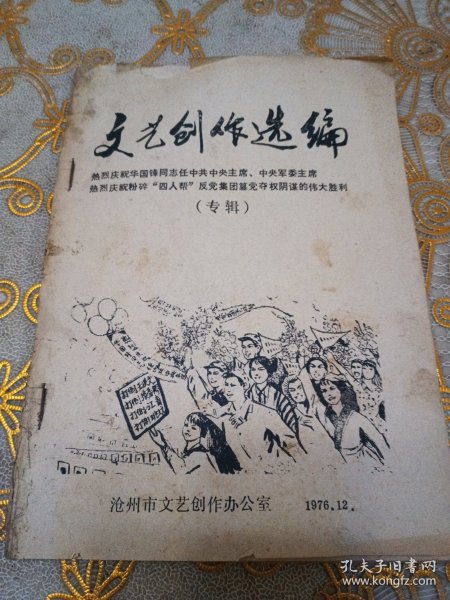 文艺创作选编
热烈庆祝华国锋同志任中共中央主席、中央军委主席
热烈庆祝粉碎“四人帮”反党集团篡党夺权阴谋的伟大胜利
（专辑）
沧州市文艺创作办公室 1976.12.
孔夫子旧书网
www.kongfz.com